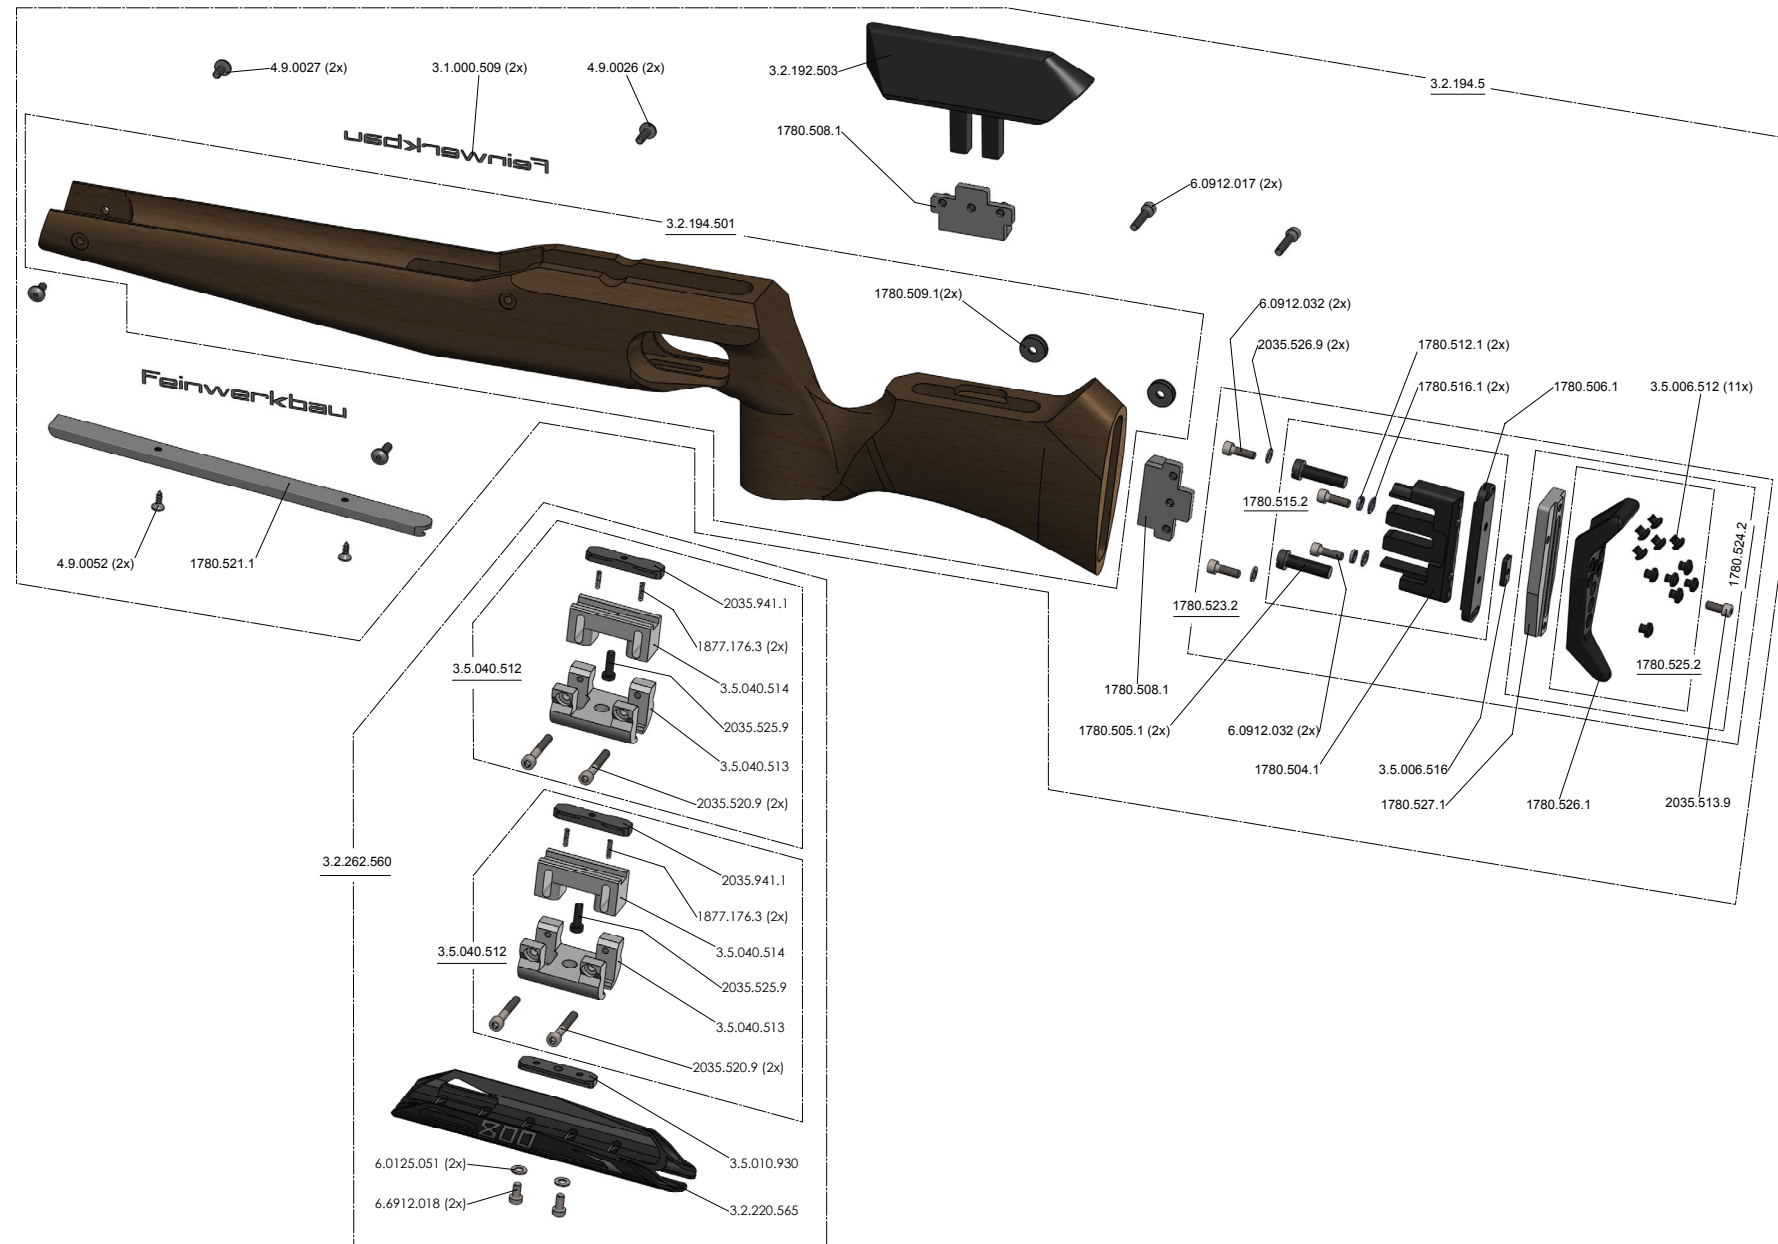 4.9.0027 (2x)
3.1.000.509 (2x)
4.9.0026 (2x)
3.2.192.503
3.2.194.5
1780.508.1
Feinwerkbau
6.0912.017 (2x)
3.2.194.501
1780.509.1(2x)
6.0912.032 (2x)
2035.526.9 (2x)
1780.512.1 (2x)
1780.516.1 (2x)
1780.506.1
3.5.006.512 (11x)
Feinwerkbau
4.9.0052 (2x)
1780.521.1
1780.515.2
1780.524.2
1780.523.2
1780.525.2
1780.508.1
1780.505.1 (2x)
6.0912.032 (2x)
1780.504.1
3.5.006.516
1780.527.1
1780.526.1
2035.513.9
2035.941.1
1877.176.3 (2x)
3.5.040.512
3.5.040.514
2035.525.9
3.5.040.513
2035.520.9 (2x)
3.2.262.560
2035.941.1
1877.176.3 (2x)
3.5.040.512
3.5.040.514
2035.525.9
3.5.040.513
2035.520.9 (2x)
800
6.0125.051 (2x)
3.5.010.930
6.6912.018 (2x)
3.2.220.565